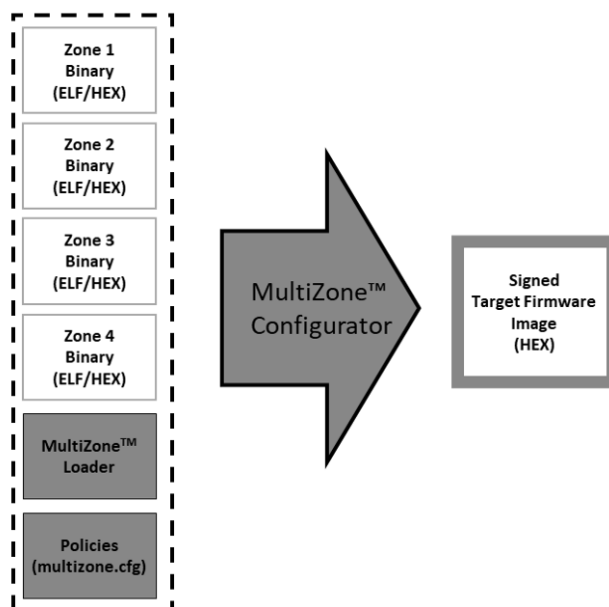 Zone 1
Binary
(ELF/HEX)
Zone 2
Binary
(ELF/HEX)
Zone 3
Binary
(ELF/HEX)
Zone 4
Binary
(ELF/HEX)
MultiZone™
Loader
Policies
(multizone.cfg)
MultiZone™
Configurator
Signed
Target Firmware
Image
(HEX)